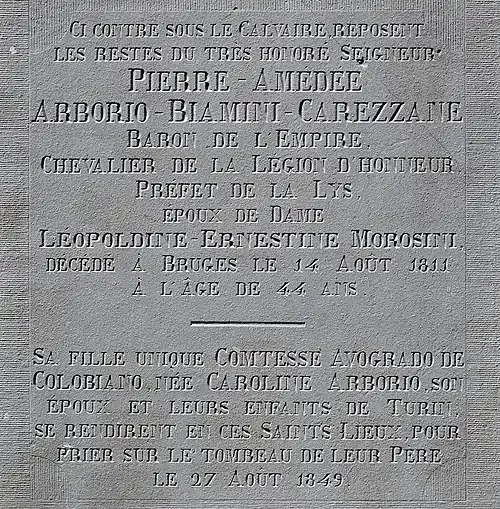 CI CONTRE SOUS LE CALVAIRE, REPOSENT
LES RESTES DU TRÈS HONORÉ SEIGNEUR
PIERRE-AMEDÉE
ARBORIO-BIAMINI-CAREZZANE
BARON DE L'EMPIRE,
CHEVALIER DE LA LÉGION D'HONNEUR,
PRÉFET DE LA LYS,
ÉPOUX DE DAME
LÉOPOLDINE-ERNESTINE MOROSINI,
DÉCÉDÉ À BRUGES LE 14 AOÛT 1811
A L'ÂGE DE 44 ANS.
SA FILLE UNIQUE COMTESSE AVOGRADO DE
COLOBIANO, NÉE CAROLINE ARBORIO, SON
ÉPOUX ET LEURS ENFANTS DE TURIN,
SE RENDIRENT EN CES SAINTS LIEUX, POUR
PRIER SUR LE TOMBEAU DE LEUR PÈRE
LE 27 AOÛT 1849.